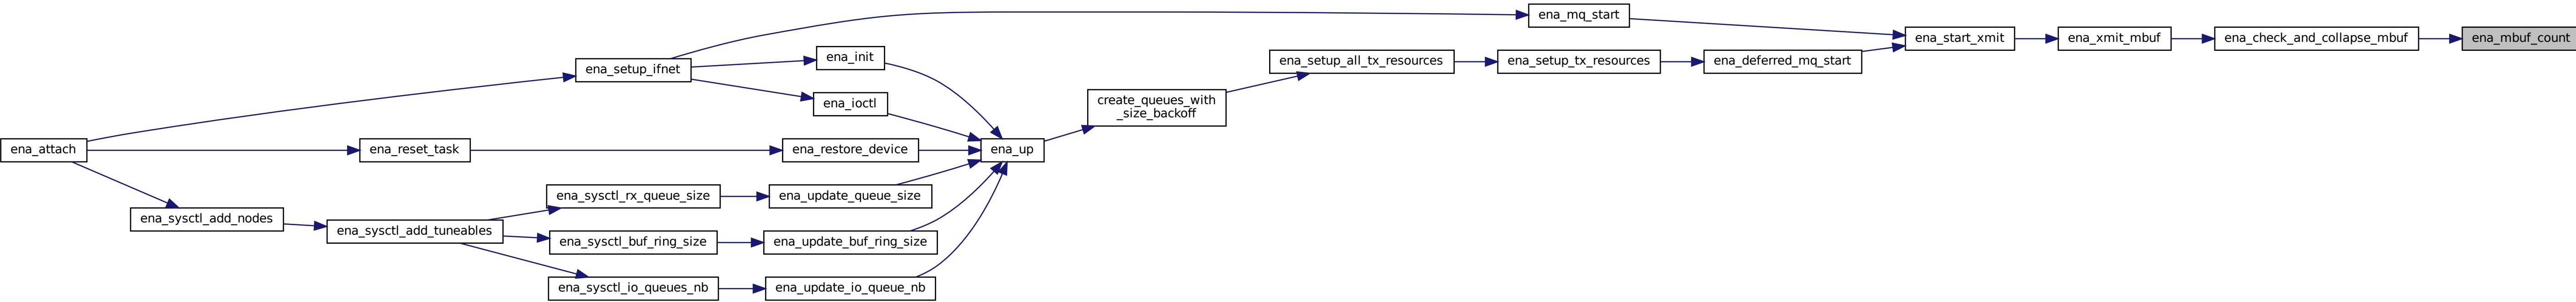 ena_attach
ena_setup_ifnet
ena_reset_task
ena_sysctl_add_nodes
ena_sysctl_add_tuneables
ena_init
ena_ioctl
ena_restore_device
ena_sysctl_rx_queue_size
ena_update_queue_size
ena_sysctl_buf_ring_size
ena_update_buf_ring_size
ena_sysctl_io_queues_nb
ena_update_io_queue_nb
ena_up
create_queues_with
_size_backoff
ena_setup_all_tx_resources
ena_setup_tx_resources
ena_mq_start
ena_deferred_mq_start
ena_start_xmit
ena_xmit_mbuf
ena_check_and_collapse_mbuf
ena_mbuf_count